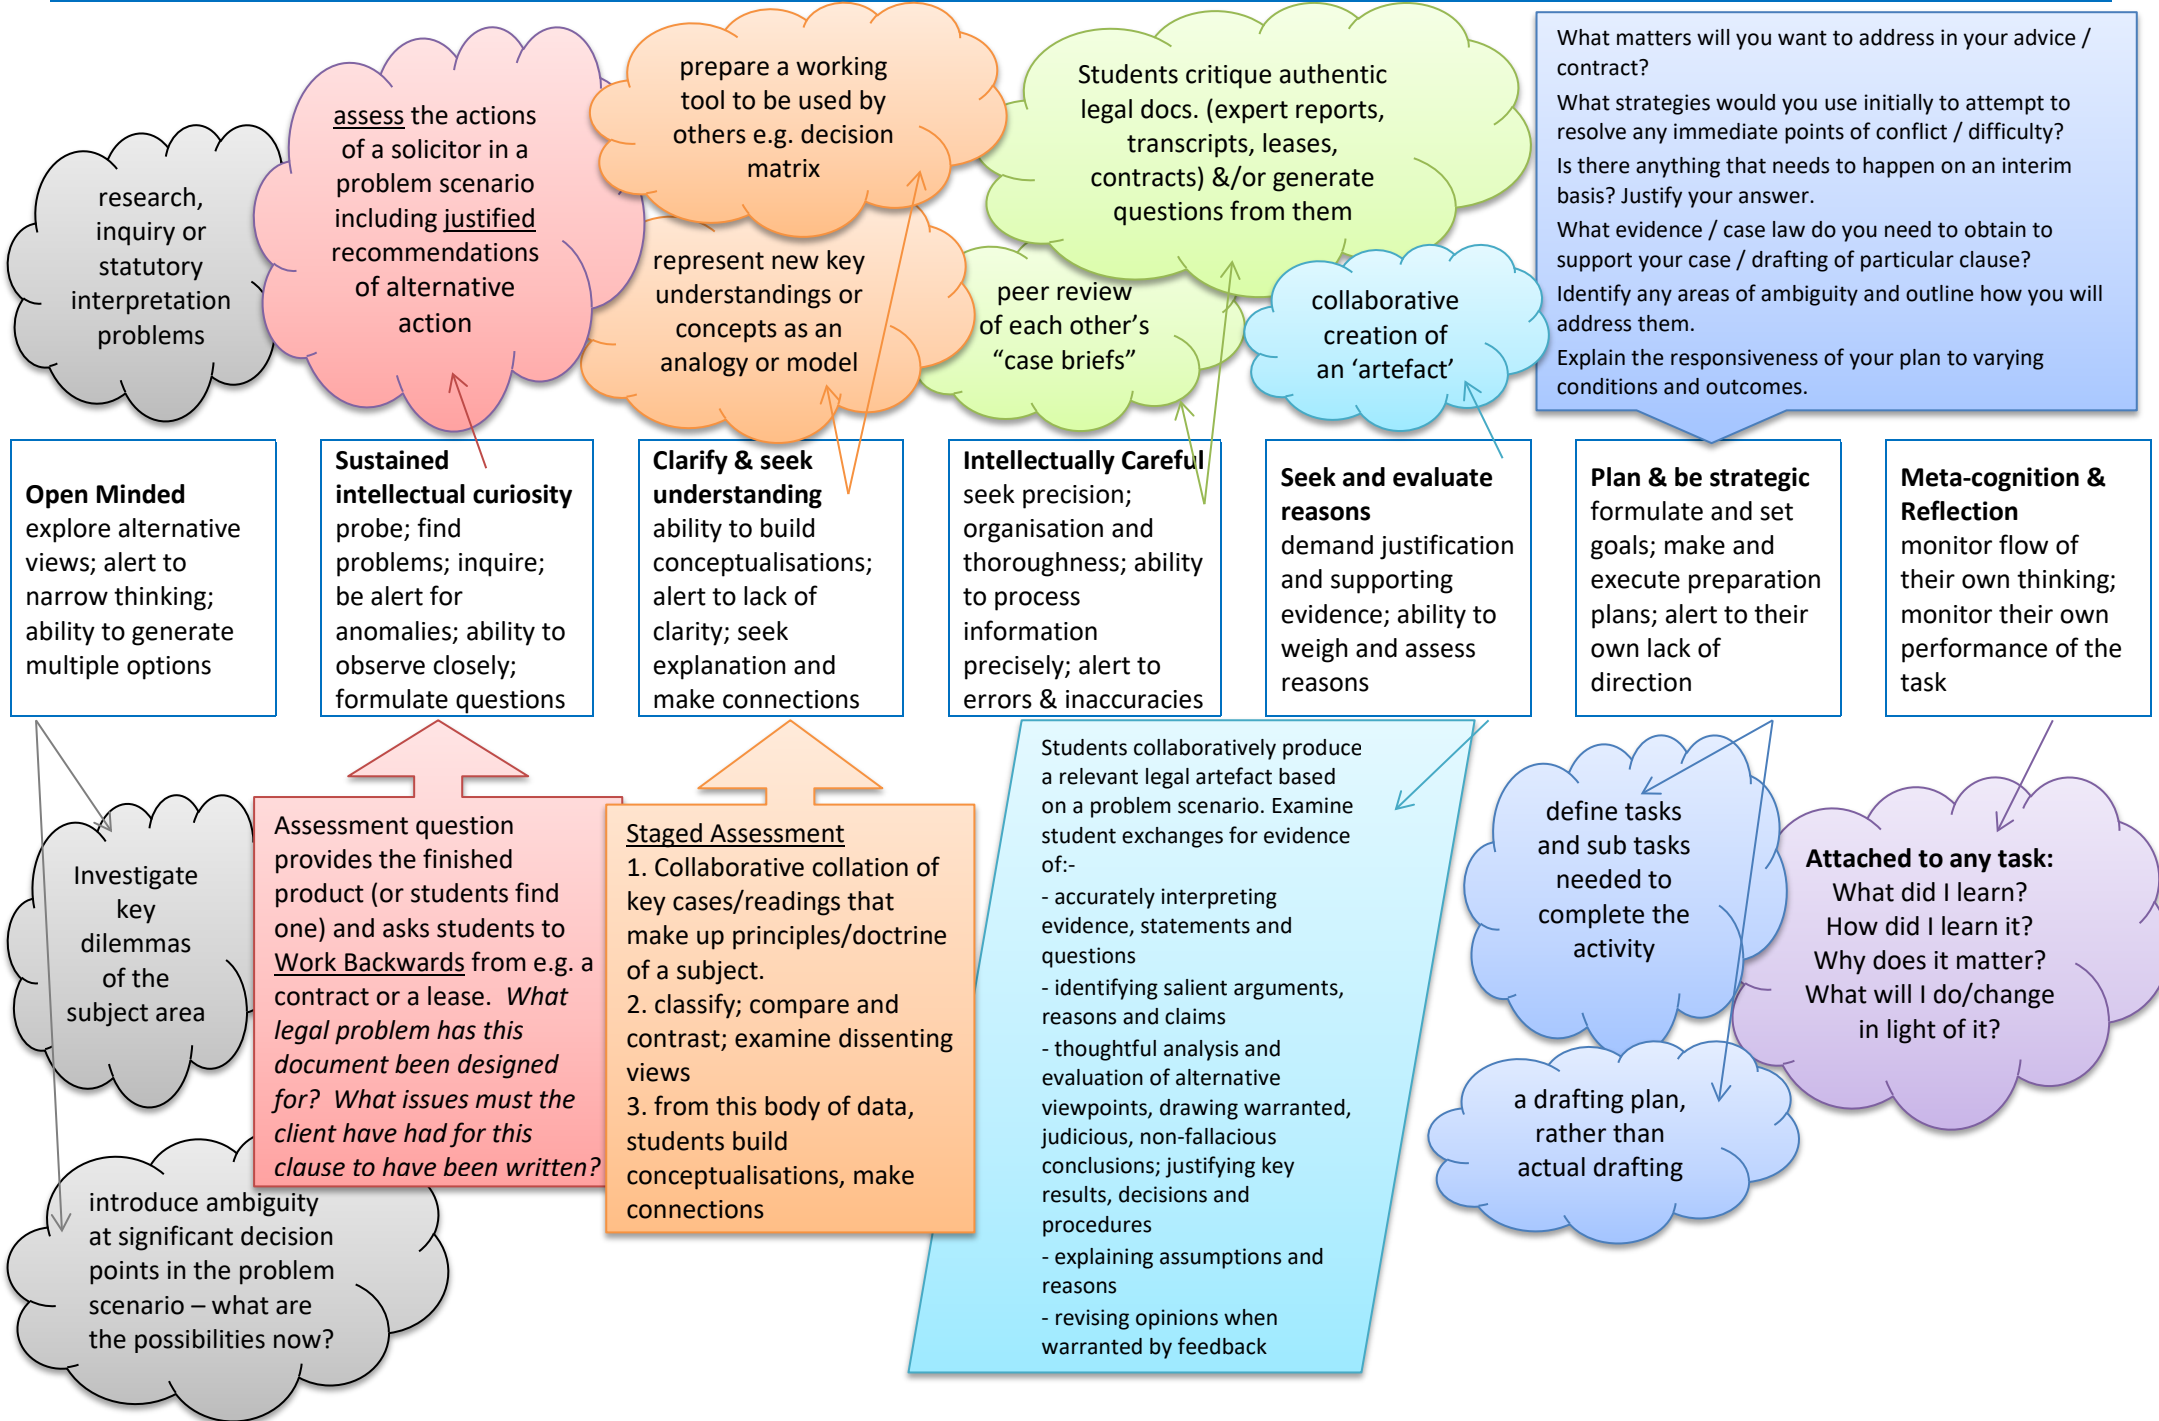 research,
inquiry or
statutory
interpretation
problems
assess the actions
of a solicitor in a
problem scenario
including justified
recommendations
of alternative
action
prepare a working
tool to be used by
others e.g. decision
matrix
represent new key
understandings or
concepts as an
analogy or model
Students critique authentic
legal docs. (expert reports,
transcripts, leases,
contracts) &/or generate
questions from them
peer review
of each other’s
“case briefs”
collaborative
creation of
an ‘artefact’
What matters will you want to address in your advice /
contract?
What strategies would you use initially to attempt to
resolve any immediate points of conflict / difficulty?
Is there anything that needs to happen on an interim
basis? Justify your answer.
What evidence / case law do you need to obtain to
support your case / drafting of particular clause?
Identify any areas of ambiguity and outline how you will
address them.
Explain the responsiveness of your plan to varying
conditions and outcomes.
Open Minded
explore alternative
views; alert to
narrow thinking;
ability to generate
multiple options
Sustained
intellectual curiosity
probe; find
problems; inquire;
be alert for
anomalies; ability to
observe closely;
formulate questions
Clarify & seek
understanding
ability to build
conceptualisations;
alert to lack of
clarity; seek
explanation and
make connections
Intellectually Careful
seek precision;
organisation and
thoroughness; ability
to process
information
precisely; alert to
errors & inaccuracies
Seek and evaluate
reasons
demand justification
and supporting
evidence; ability to
weigh and assess
reasons
Plan & be strategic
formulate and set
goals; make and
execute preparation
plans; alert to their
own lack of
direction
Meta-cognition &
Reflection
monitor flow of
their own thinking;
monitor their own
performance of the
task
Investigate
key
dilemmas
of the
subject area
introduce ambiguity
at significant decision
points in the problem
scenario – what are
the possibilities now?
Assessment question
provides the finished
product (or students find
one) and asks students to
Work Backwards from e.g. a
contract or a lease. What
legal problem has this
document been designed
for? What issues must the
client have had for this
clause to have been written?
Staged Assessment
1. Collaborative collation of
key cases/readings that
make up principles/doctrine
of a subject.
2. classify; compare and
contrast; examine dissenting
views
3. from this body of data,
students build
conceptualisations, make
connections
Students collaboratively produce
a relevant legal artefact based
on a problem scenario. Examine
student exchanges for evidence
of:-
- accurately interpreting
evidence, statements and
questions
- identifying salient arguments,
reasons and claims
- thoughtful analysis and
evaluation of alternative
viewpoints, drawing warranted,
judicious, non-fallacious
conclusions; justifying key
results, decisions and
procedures
- explaining assumptions and
reasons
- revising opinions when
warranted by feedback
define tasks
and sub tasks
needed to
complete the
activity
a drafting plan,
rather than
actual drafting
Attached to any task:
What did I learn?
How did I learn it?
Why does it matter?
What will I do/change
in light of it?